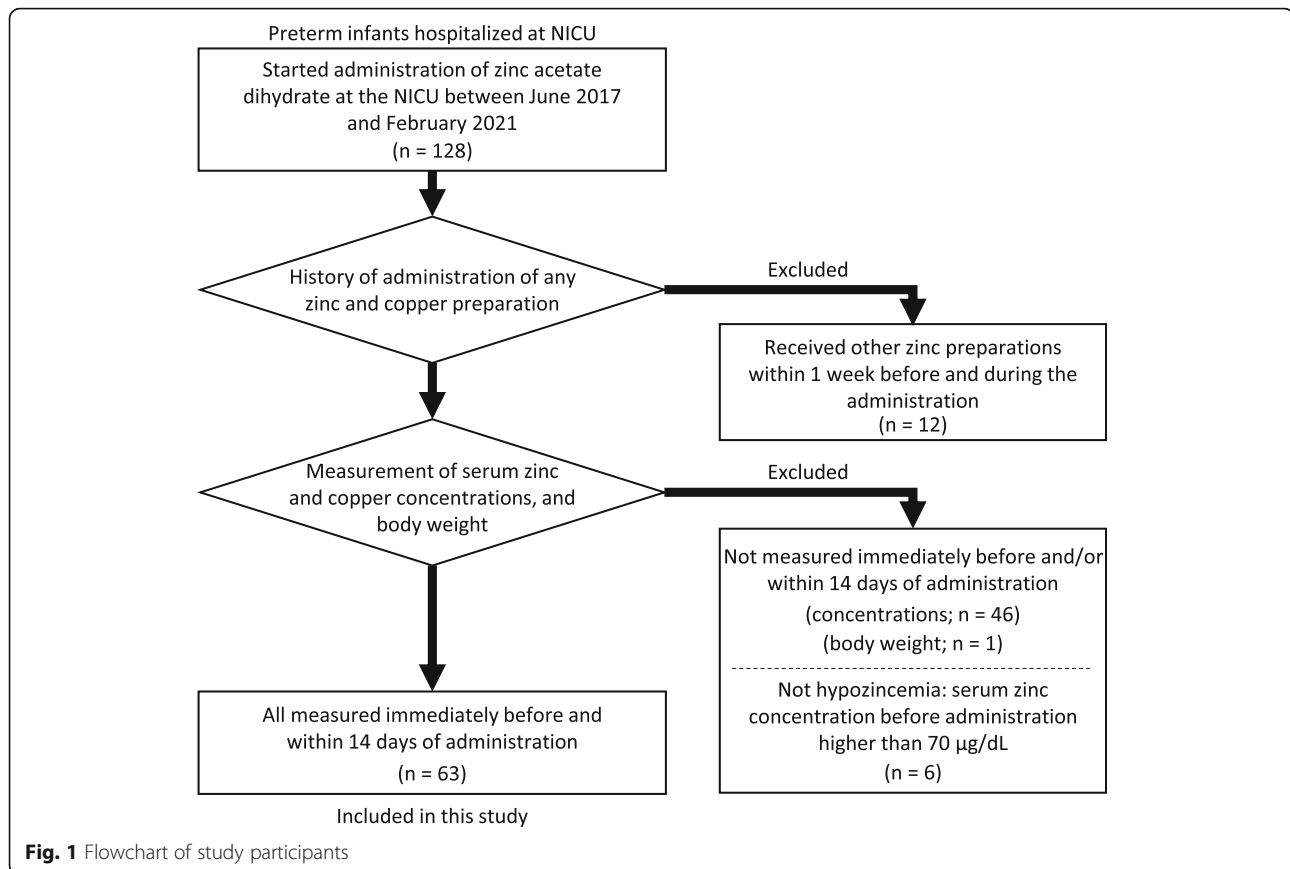 Preterm infants hospitalized at NICU
Started administration of zinc acetate
dihydrate at the NICU between June 2017
and February 2021
(n = 128)
History of administration of any
zinc and copper preparation
Excluded
Received other zinc preparations
within 1 week before and during the
administration
(n = 12)
Measurement of serum zinc
and copper concentrations, and
body weight
Excluded
Not measured immediately before and/or
within 14 days of administration
(concentrations; n = 46)
(body weight; n = 1)
Not hypozincemia: serum zinc
concentration before administration
higher than 70 µg/dL
(n = 6)
All measured immediately before and
within 14 days of administration
(n = 63)
Included in this study
Fig. 1 Flowchart of study participants